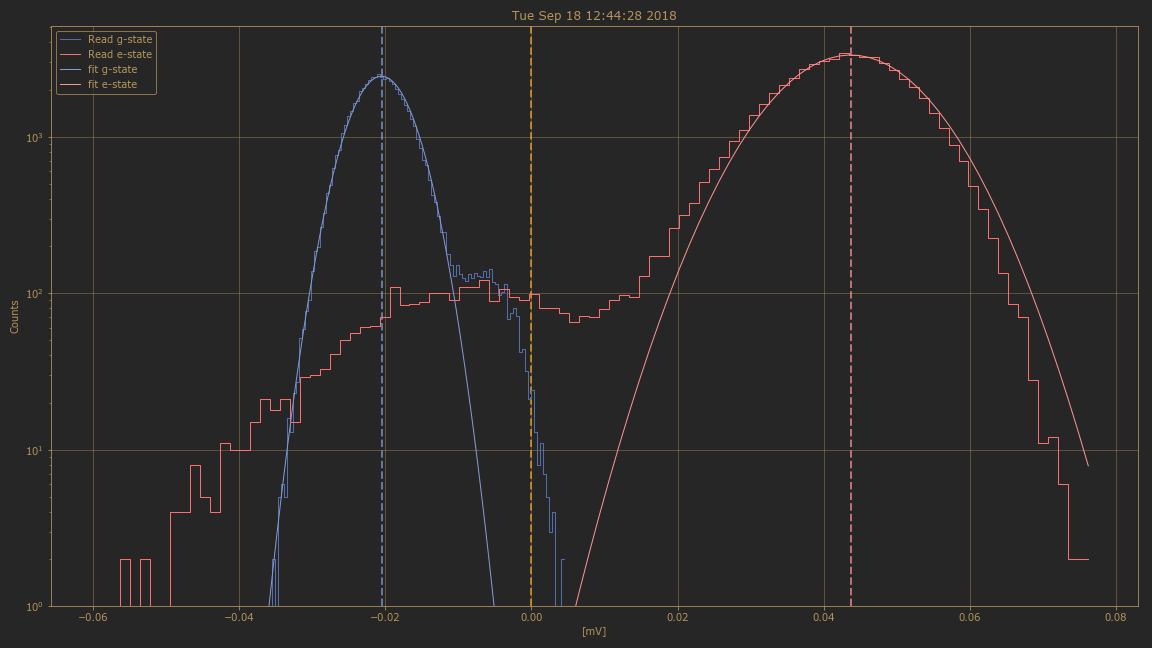 Tue Sep 18 12:44:28 2018
Read g-state
Read e-state
fit g-state
fit e-state
Counts
10³
10²
10¹
10⁰
−0.06 −0.04 −0.02 0.00 0.02 0.04 0.06 0.08
[mV]